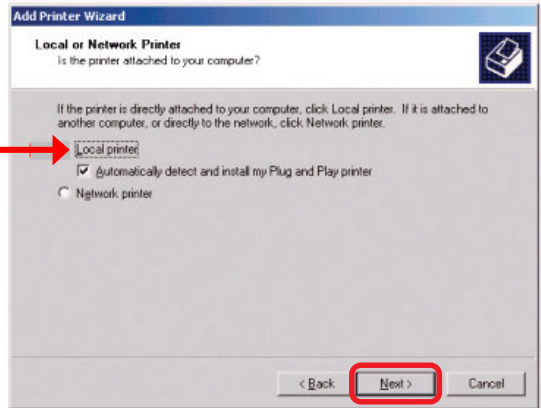 Add Printer Wizard
Local or Network Printer
Is the printer attached to your computer?
If the printer is directly attached to your computer, click Local printer. If it is attached to
another computer, or directly to the network, click Network printer.
Local printer
Automatically detect and install my Plug and Play printer
Network printer
< Back
Next >
Cancel